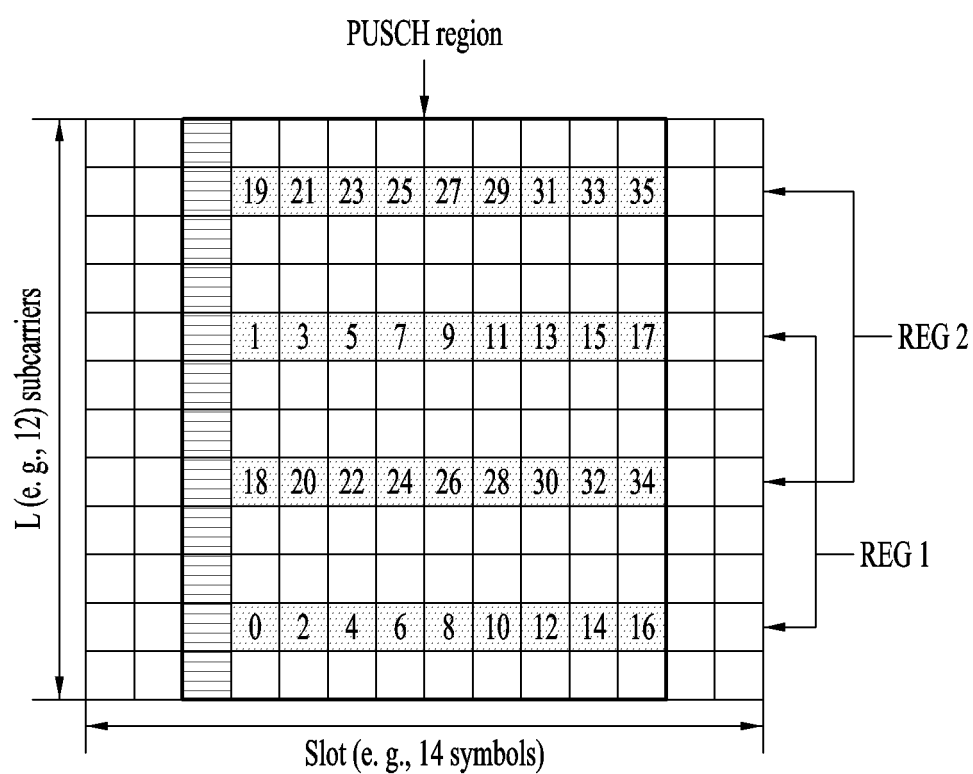 PUSCH region
19 21 23 25 27 29 31 33 35
1 3 5 7 9 11 13 15 17
REG 2
L (e. g., 12) subcarriers
18 20 22 24 26 28 30 32 34
REG 1
0 2 4 6 8 10 12 14 16
Slot (e. g., 14 symbols)